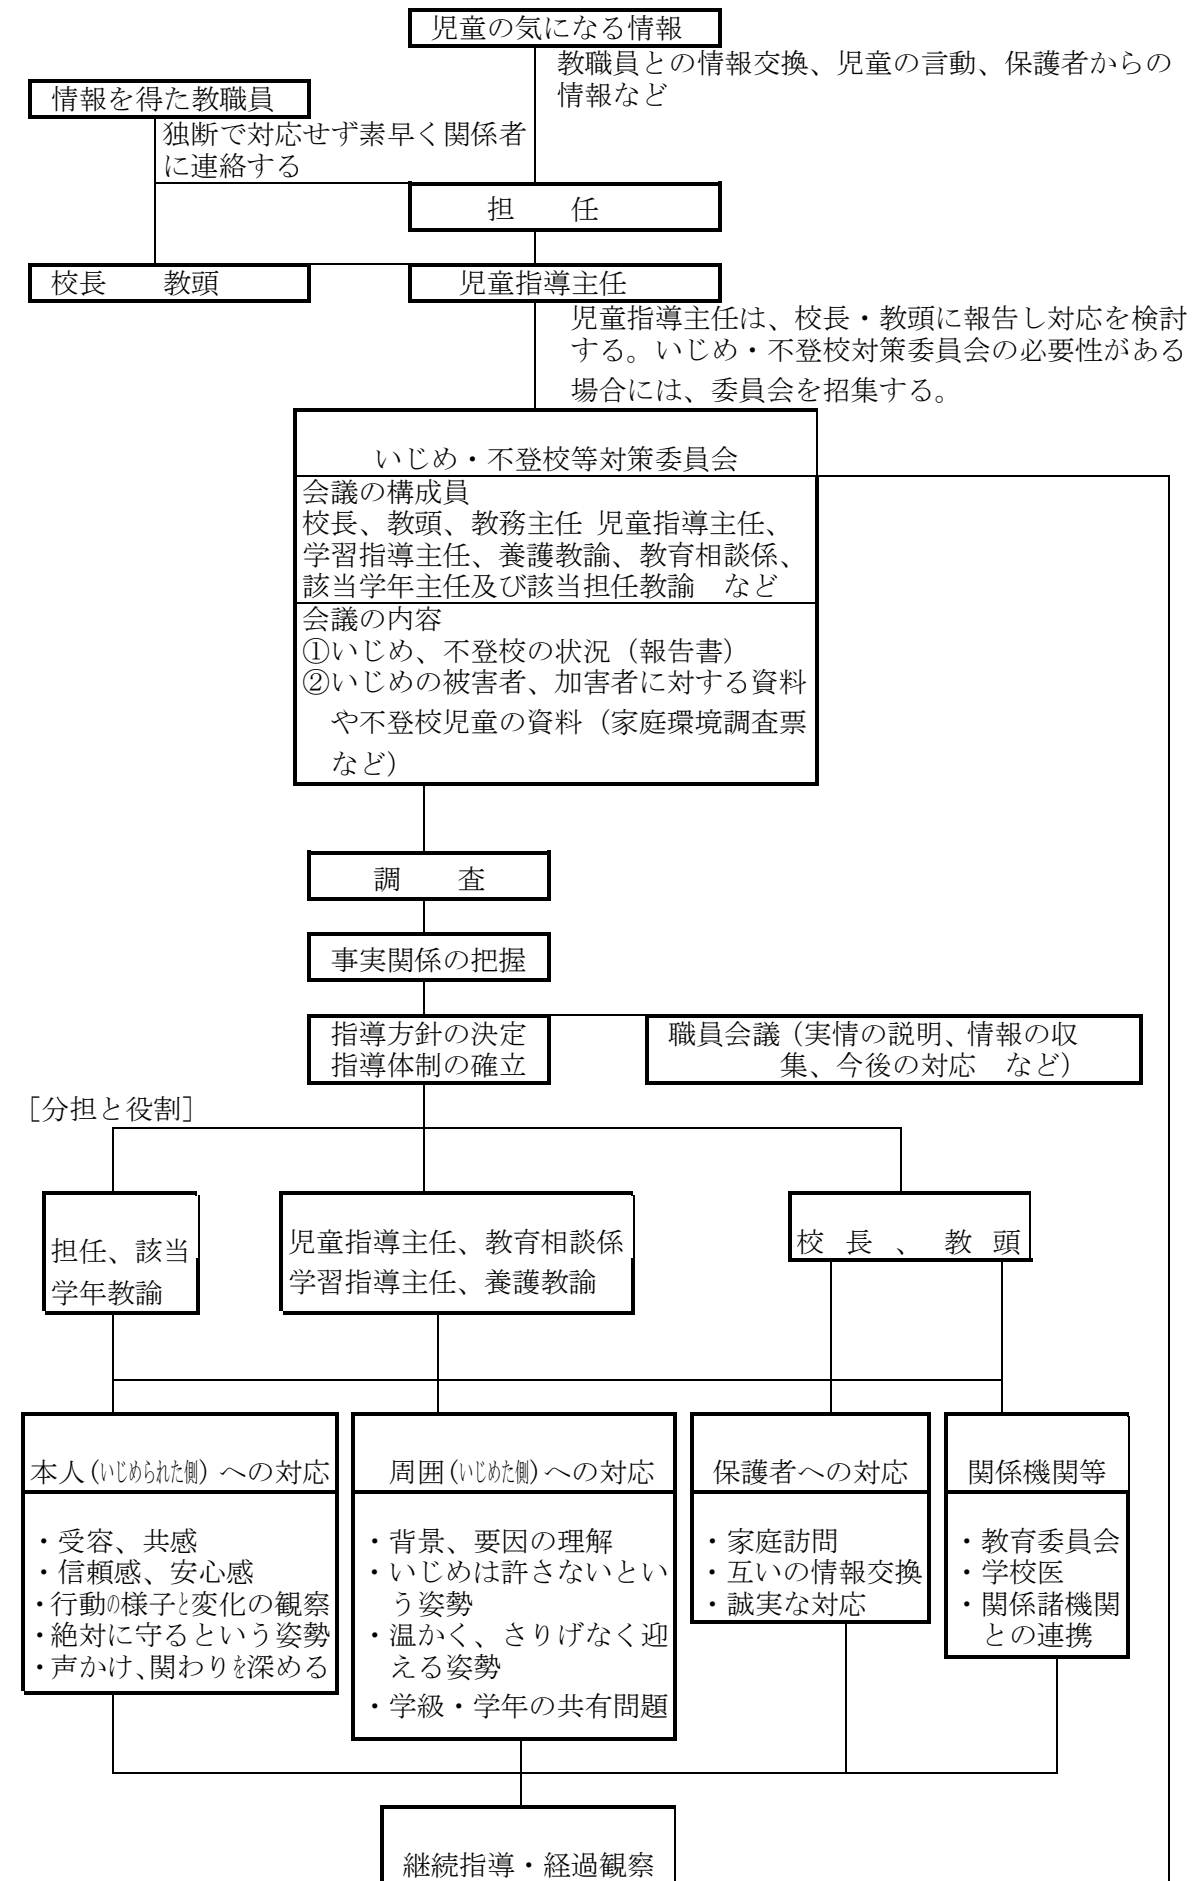 児童の気になる情報
教職員との情報交換、児童の言動、保護者からの
情報など
情報を得た教職員
独断で対応せず素早く関係者
に連絡する
担　任
校長　教頭
児童指導主任
児童指導主任は、校長・教頭に報告し対応を検討
する。いじめ・不登校対策委員会の必要性がある
場合には、委員会を招集する。
いじめ・不登校等対策委員会
会議の構成員
校長、教頭、教務主任 児童指導主任、
学習指導主任、養護教諭、教育相談係、
該当学年主任及び該当担任教諭　など
会議の内容
①いじめ、不登校の状況（報告書）
②いじめの被害者、加害者に対する資料
や不登校児童の資料（家庭環境調査票
など）
調　査
事実関係の把握
指導方針の決定
指導体制の確立
職員会議（実情の説明、情報の収
集、今後の対応　など）
［分担と役割］
担任、該当
学年教諭
児童指導主任、教育相談係
学習指導主任、養護教諭
校 長 、 教 頭
本人（いじめられた側）への対応
・受容、共感
・信頼感、安心感
・行動の様子と変化の観察
・絶対に守るという姿勢
・声かけ、関わりを深める
周囲（いじめた側）への対応
・背景、要因の理解
・いじめは許さないとい
う姿勢
・温かく、さりげなく迎
える姿勢
・学級・学年の共有問題
保護者への対応
・家庭訪問
・互いの情報交換
・誠実な対応
関係機関等
・教育委員会
・学校医
・関係諸機関
との連携
継続指導・経過観察